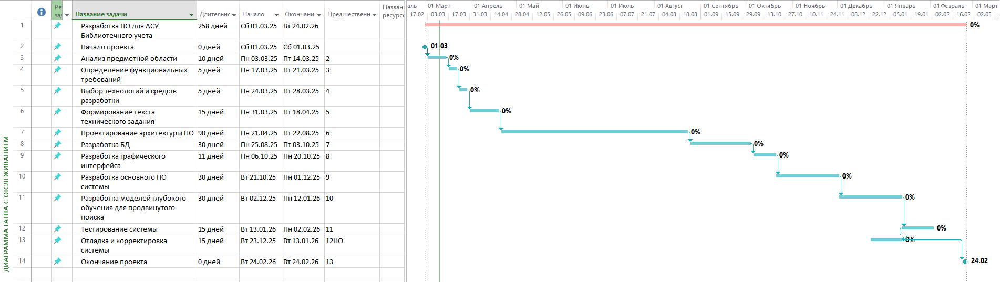 Ре
зад
Название задачи
Длительнс
Начало
Окончание
Предшественн
Названи
ресурсо
аль
01 Март
01 Апрель
01 Май
01 Июнь
01 Июль
01 Август
01 Сентябрь
01 Октябрь
01 Ноябрь
01 Декабрь
01 Январь
01 Февраль
01 Март
17.02 03.03 17.03 31.03 14.04 28.04 12.05 26.05 09.06 23.06 07.07 21.07 04.08 18.08 01.09 15.09 29.09 13.10 27.10 10.11 24.11 08.12 22.12 05.01 19.01 02.02 16.02 02.03
1 Разработка ПО для АСУ 258 дней Сб 01.03.25 Вт 24.02.26 0%
Библиотечного учета
2 Начало проекта 0 дней Сб 01.03.25 Сб 01.03.25 01.03
3 Анализ предметной области 10 дней Пн 03.03.25 Пт 14.03.25 2 0%
4 Определение функциональных 5 дней Пн 17.03.25 Пт 21.03.25 3 0%
требований
5 Выбор технологий и средств 5 дней Пн 24.03.25 Пт 28.03.25 4 0%
разработки
6 Формирование текста 15 дней Пн 31.03.25 Пт 18.04.25 5 0%
технического задания
7 Проектирование архитектуры ПО 90 дней Пн 21.04.25 Пт 22.08.25 6 0%
8 Разработка БД 30 дней Пн 25.08.25 Пт 03.10.25 7 0%
9 Разработка графического 11 дней Пн 06.10.25 Пн 20.10.25 8 0%
интерфейса
10 Разработка основного ПО 30 дней Вт 21.10.25 Пн 01.12.25 9 0%
системы
11 Разработка моделей глубокого 30 дней Вт 02.12.25 Пн 12.01.26 10 0%
обучения для продвинутого
поиска
12 Тестирование системы 15 дней Вт 13.01.26 Пн 02.02.26 11 0%
13 Отладка и корректировка 15 дней Вт 23.12.25 Вт 13.01.26 12НО 0%
системы
14 Окончание проекта 0 дней Вт 24.02.26 Вт 24.02.26 13 24.02
ДИАГРАММА ГАНТА С ОТСЛЕЖИВАНИЕМ